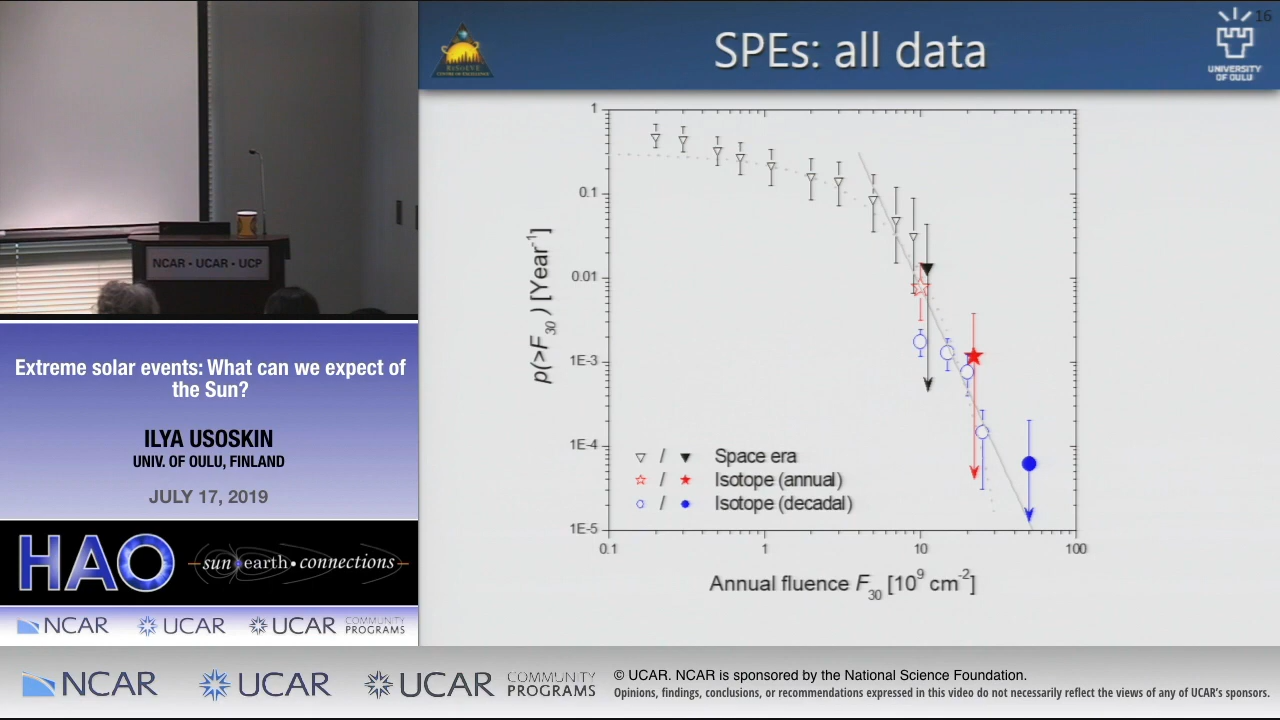 SPEs: all data
16
UNIVERSITY
OF OULU
NCAR - UCAR - UCP
Extreme solar events: What can we expect of
the Sun?
ILYA USOSKIN
UNIV. OF OULU, FINLAND
JULY 17, 2019
HAO
sun earth • connections
NCAR
UCAR
UCAR
COMMUNITY
PROGRAMS
1
0.1
0.01
1E-3
1E-4
1E-5
p(>F30) [Year-1]
▽ / ▼ Space era
☆ / ★ Isotope (annual)
○ / ● Isotope (decadal)
0.1
1
10
100
Annual fluence F30 [10^9 cm^-2]
NCAR
UCAR
UCAR
COMMUNITY
PROGRAMS
© UCAR. NCAR is sponsored by the National Science Foundation.
Opinions, findings, conclusions, or recommendations expressed in this video do not necessarily reflect the views of any of UCAR's sponsors.